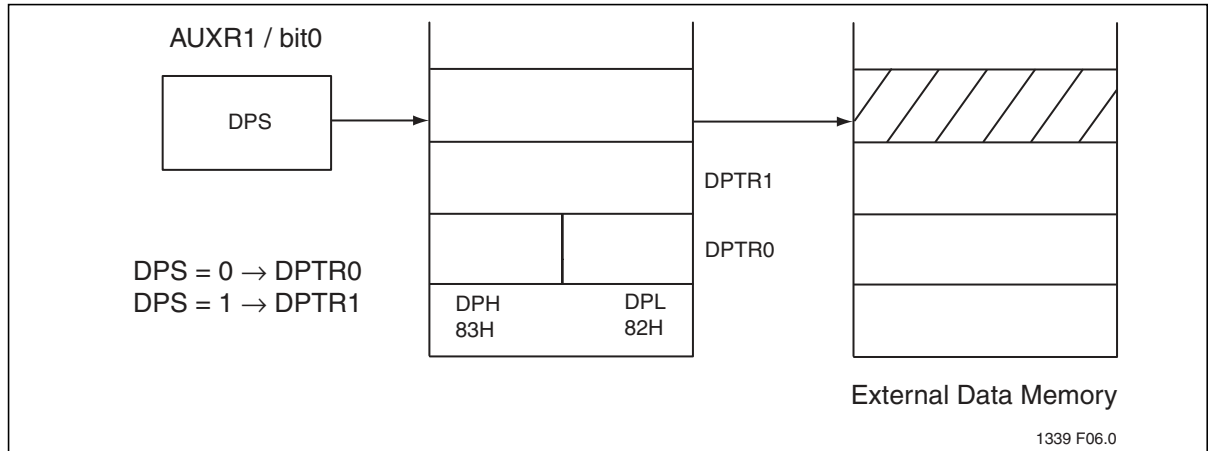 AUXR1 / bit0
DPS
DPTR1
DPTR0
DPS = 0 → DPTR0
DPS = 1 → DPTR1
DPH
83H
DPL
82H
External Data Memory
1339 F06.0